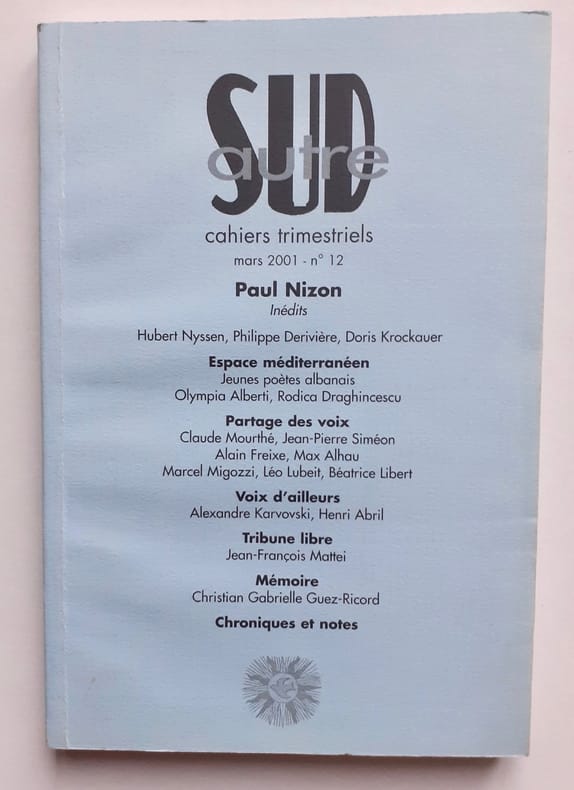 SUD
autre
cahiers trimestriels
mars 2001 - n° 12
Paul Nizon
Inédits
Hubert Nyssen, Philippe Derivière, Doris Krockauer
Espace méditerranéen
Jeunes poètes albanais
Olympia Alberti, Rodica Draghincescu
Partage des voix
Claude Mourthé, Jean-Pierre Siméon
Alain Freixe, Max Alhau
Marcel Migozzi, Léo Lubeit, Béatrice Libert
Voix d'ailleurs
Alexandre Karvovski, Henri Abril
Tribune libre
Jean-François Mattei
Mémoire
Christian Gabrielle Guez-Ricord
Chroniques et notes